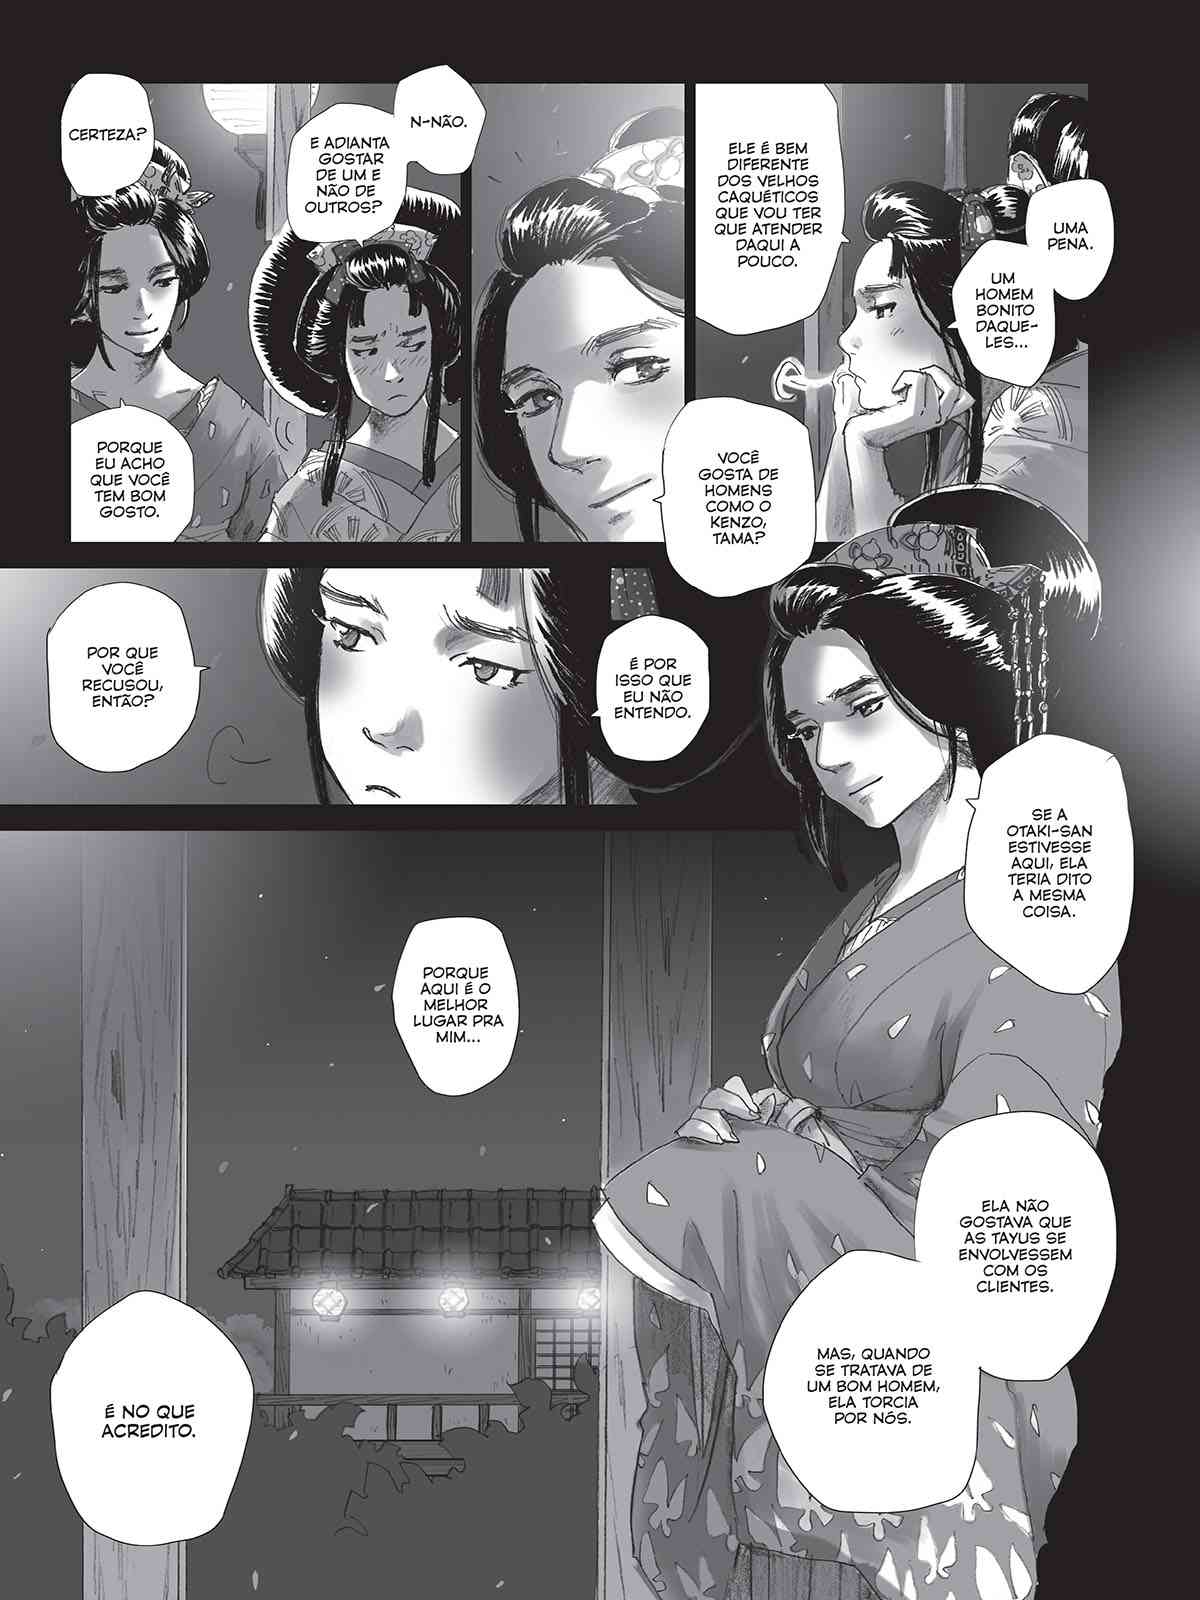 UMA
PENA.
UM
HOMEM
BONITO
DAQUE-
LES...
ELE É BEM
DIFERENTE
DOS VELHOS
CAQUÉTICOS
QUE VOU TER
QUE ATENDER
DAQUI A
POUCO.
VOCÊ
GOSTA DE
HOMENS
COMO O
KENZO,
TAMA?
N-NÃO.
E ADIANTA
GOSTAR
DE UM E
NÃO DE
OUTROS?
CERTEZA?
PORQUE
EU ACHO
QUE VOCÊ
TEM BOM
GOSTO.
É POR
ISSO QUE
EU NÃO
ENTENDO.
POR QUE
VOCÊ
RECUSOU,
ENTÃO?
SE A
OTAKI-SAN
ESTIVESSE
AQUI, ELA
TERIA DITO
A MESMA
COISA.
ELA NÃO
GOSTAVA QUE
AS TAYUS SE
ENVOLVESSEM
COM OS
CLIENTES.
MAS, QUANDO
SE TRATAVA DE
UM BOM HOMEM,
ELA TORCIA
POR NÓS.
PORQUE
AQUI É O
MELHOR
LUGAR PRA
MIM...
É NO QUE
ACREDITO.